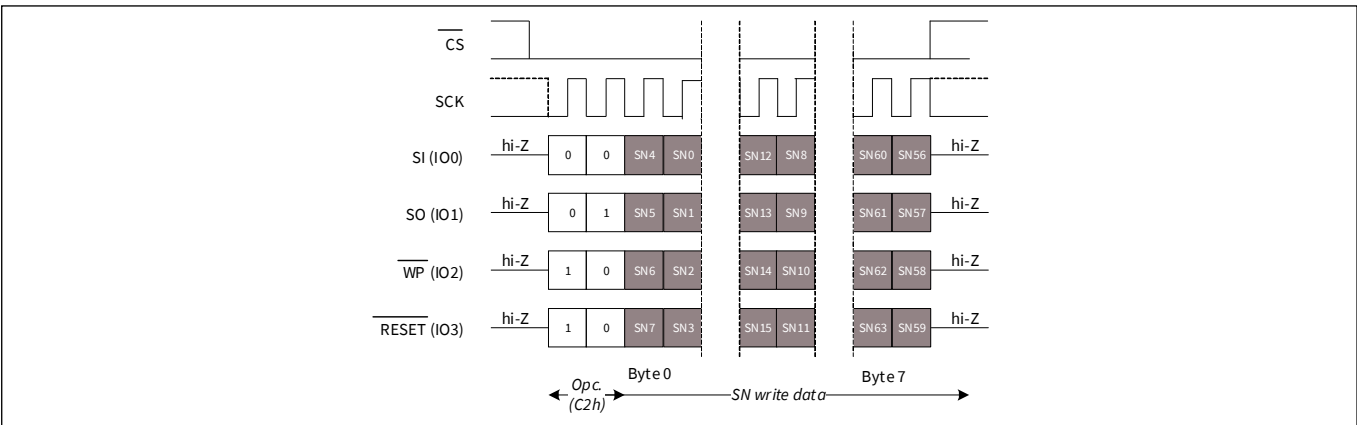 CS
SCK
SI (IO0) hi-Z 0 0 SN4 SN0 SN12 SN8 SN60 SN56 hi-Z
SO (IO1) hi-Z 0 1 SN5 SN1 SN13 SN9 SN61 SN57 hi-Z
WP (IO2) hi-Z 1 0 SN6 SN2 SN14 SN10 SN62 SN58 hi-Z
RESET (IO3) hi-Z 1 0 SN7 SN3 SN15 SN11 SN63 SN59 hi-Z
Byte 0 Byte 7
Opc.
(C2h)
SN write data